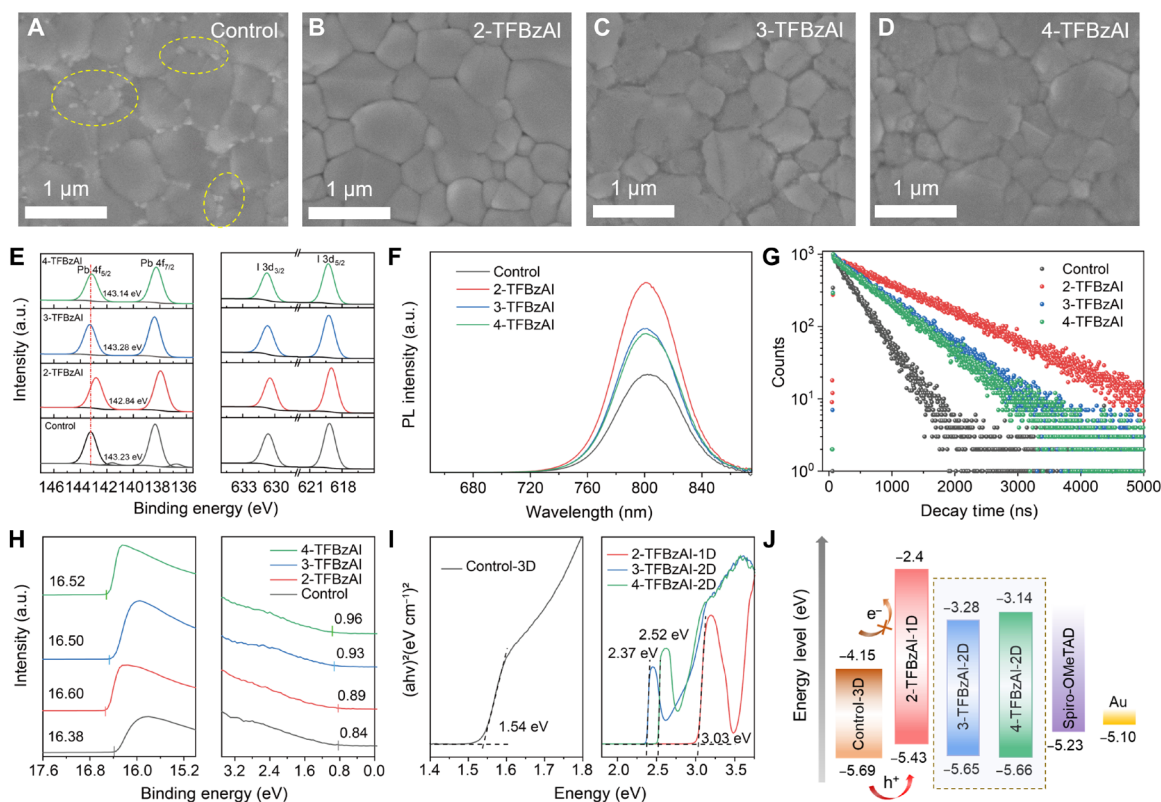 A
Control
1 μm
B
2-TFBzAI
1 μm
C
3-TFBzAI
1 μm
D
4-TFBzAI
1 μm
E
4-TFBzAI
Pb 4f5/2
Pb 4f7/2
143.14 eV
3-TFBzAI
143.28 eV
2-TFBzAI
142.84 eV
Control
143.23 eV
I 3d3/2
I 3d5/2
146 144 142 140 138 136
633 630 621 618
Binding energy (eV)
Intensity (a.u.)
F
Control
2-TFBzAI
3-TFBzAI
4-TFBzAI
PL intensity (a.u.)
680 720 760 800 840
Wavelength (nm)
G
Control
2-TFBzAI
3-TFBzAI
4-TFBzAI
Counts
10³
10²
10¹
10⁰
0 1000 2000 3000 4000 5000
Decay time (ns)
H
Intensity (a.u.)
16.52
16.50
16.60
16.38
4-TFBzAI
3-TFBzAI
2-TFBzAI
Control
0.96
0.93
0.89
0.84
17.6 16.8 16.0 15.2
3.2 2.4 1.6 0.8 0.0
Binding energy (eV)
I
(ahv)²(eV cm⁻¹)²
Control-3D
1.54 eV
1.4 1.5 1.6 1.7 1.8
2-TFBzAI-1D
3-TFBzAI-2D
4-TFBzAI-2D
2.52 eV
2.37 eV
3.03 eV
2.0 2.5 3.0 3.5
Energy (eV)
J
Energy level (eV)
e⁻
h⁺
−4.15
Control-3D
−5.69
−2.4
2-TFBzAI-1D
−5.43
−3.28
3-TFBzAI-2D
−5.65
−3.14
4-TFBzAI-2D
−5.66
Spiro-OMeTAD
−5.23
Au
−5.10